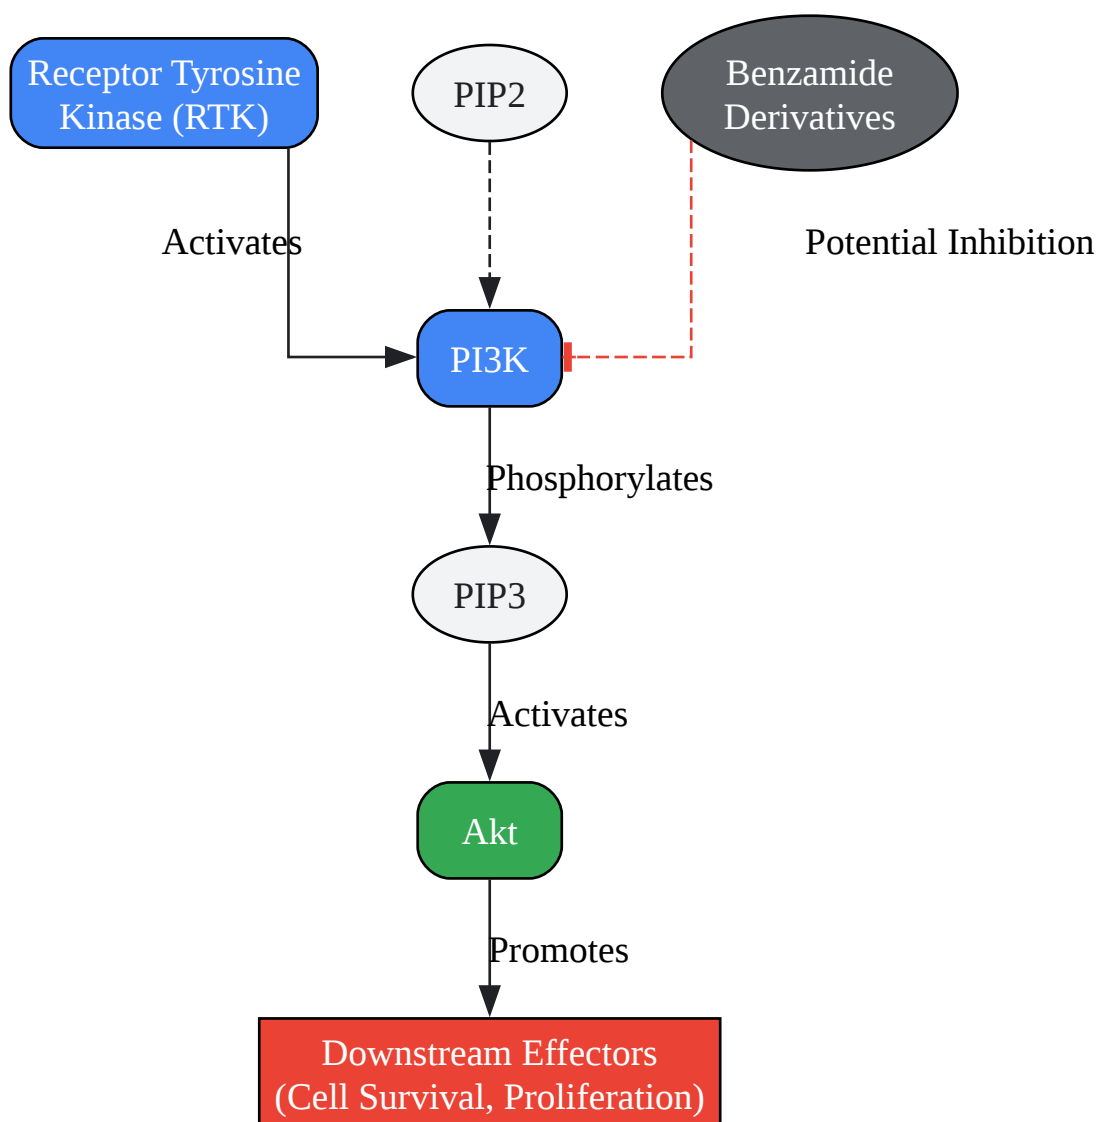 Receptor Tyrosine
Kinase (RTK)
PIP2
Benzamide
Derivatives
Activates
Potential Inhibition
PI3K
Phosphorylates
PIP3
Activates
Akt
Promotes
Downstream Effectors
(Cell Survival, Proliferation)